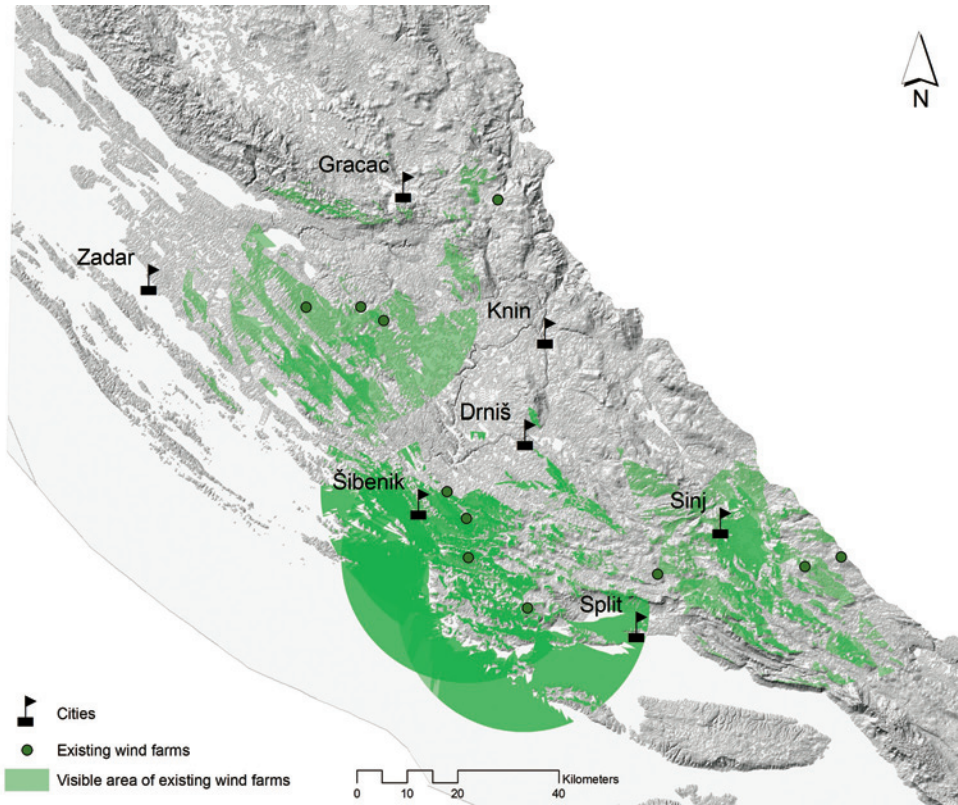 N
Gracac
Zadar
Knin
Drniš
Šibenik
Sinj
Split
Cities
Existing wind farms
Visible area of existing wind farms
Kilometers
0 10 20 40